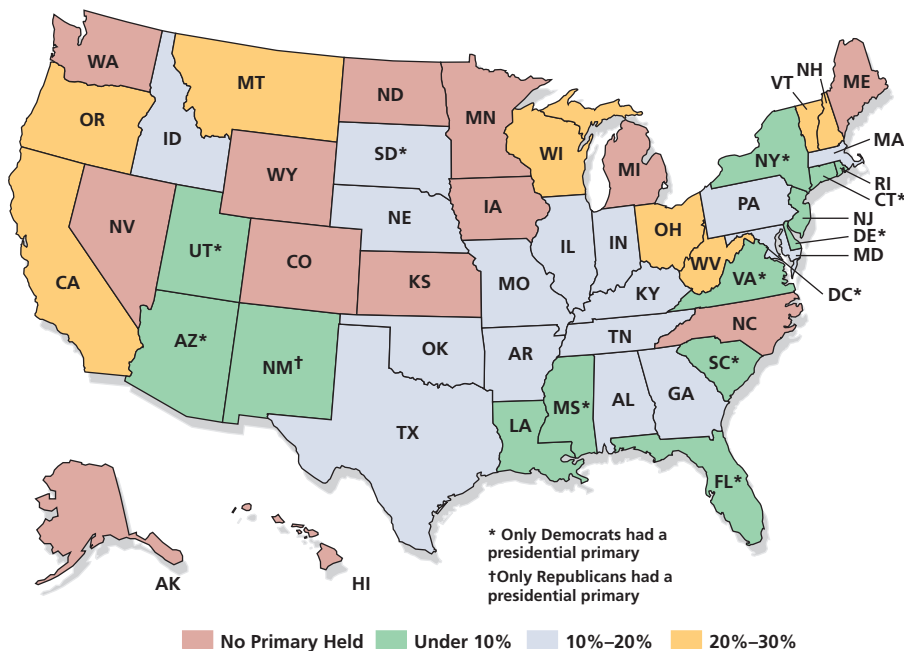 WA
MT
ND
MN
VT
NH
ME
OR
ID
SD*
WI
MI
NY*
MA
WY
RI
CT*
NV
NE
IA
PA
NJ
DE*
MD
UT*
CO
IL
IN
OH
WV
VA*
DC*
CA
KS
MO
KY
NC
AZ*
NM†
OK
AR
TN
SC*
TX
LA
MS*
AL
GA
FL*
AK
HI
* Only Democrats had a
presidential primary
†Only Republicans had a
presidential primary
No Primary Held
Under 10%
10%–20%
20%–30%